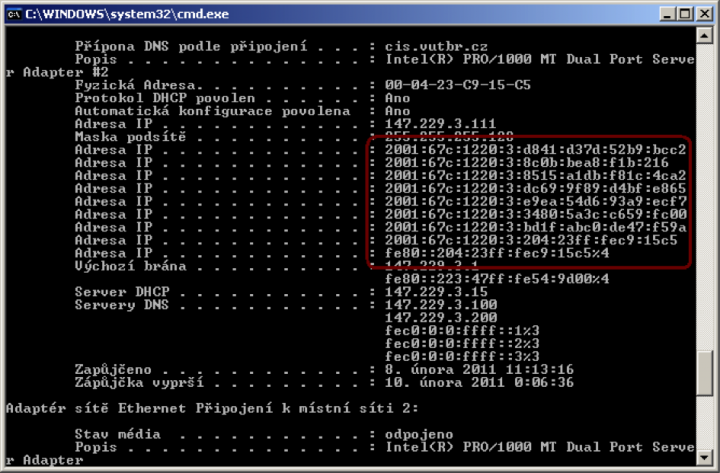 C:\WINDOWS\system32\cmd.exe
Přípona DNS podle připojení . . . : cis.vutbr.cz
Popis . . . . . . . . . . . . . . : Intel(R) PRO/1000 MT Dual Port Serve
r Adapter #2
Fyzická Adresa. . . . . . . . . . : 00-04-23-C9-15-C5
Protokol DHCP povolen . . . . . . : Ano
Automatická konfigurace povolena  : Ano
Adresa IP . . . . . . . . . . . . : 147.229.3.111
Maska podsítě . . . . . . . . . . : 255.255.255.128
Adresa IP . . . . . . . . . . . . : 2001:67c:1220:3:d841:d37d:52b9:bcc2
Adresa IP . . . . . . . . . . . . : 2001:67c:1220:3:8c0b:bea8:f1b:216
Adresa IP . . . . . . . . . . . . : 2001:67c:1220:3:8515:a1db:f81c:4ca2
Adresa IP . . . . . . . . . . . . : 2001:67c:1220:3:dc69:9f89:d4bf:e865
Adresa IP . . . . . . . . . . . . : 2001:67c:1220:3:e9ea:54d6:93a9:ecf7
Adresa IP . . . . . . . . . . . . : 2001:67c:1220:3:3480:5a3c:c659:fc00
Adresa IP . . . . . . . . . . . . : 2001:67c:1220:3:bd1f:abc0:de47:f59a
Adresa IP . . . . . . . . . . . . : 2001:67c:1220:3:204:23ff:fec9:15c5
Adresa IP . . . . . . . . . . . . : fe80::204:23ff:fec9:15c5%4
Výchozí brána . . . . . . . . . . : 147.229.3.1
fe80::223:47ff:fe54:9d00%4
Server DHCP . . . . . . . . . . . : 147.229.3.15
Servery DNS . . . . . . . . . . . : 147.229.3.100
147.229.3.200
fec0:0:0:ffff::1%3
fec0:0:0:ffff::2%3
fec0:0:0:ffff::3%3
Zapůjčeno . . . . . . . . . . . . : 8. února 2011 11:13:16
Zápůjčka vyprší . . . . . . . . . : 10. února 2011 0:06:36
Adaptér sítě Ethernet Připojení k místní síti 2:
Stav média  . . . . . . . . . . . : odpojeno
Popis . . . . . . . . . . . . . . : Intel(R) PRO/1000 MT Dual Port Serve
r Adapter